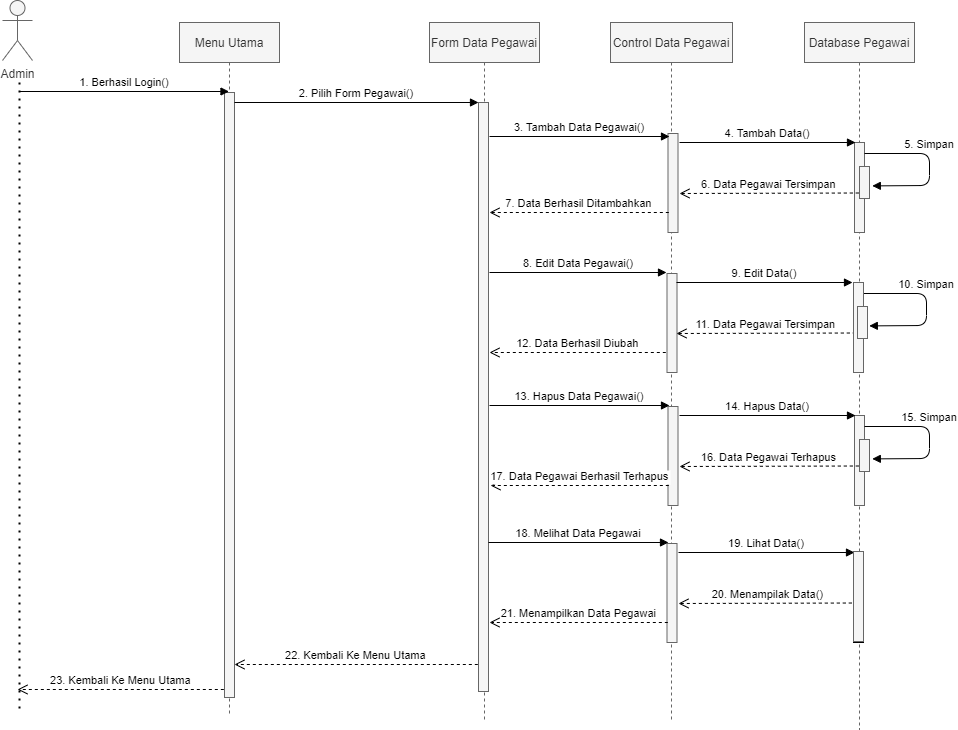 Menu Utama
Form Data Pegawai
Control Data Pegawai
Database Pegawai
Admin
1. Berhasil Login()
2. Pilih Form Pegawai()
3. Tambah Data Pegawai()
4. Tambah Data()
5. Simpan
6. Data Pegawai Tersimpan
7. Data Berhasil Ditambahkan
8. Edit Data Pegawai()
9. Edit Data()
10. Simpan
11. Data Pegawai Tersimpan
12. Data Berhasil Diubah
13. Hapus Data Pegawai()
14. Hapus Data()
15. Simpan
16. Data Pegawai Terhapus
17. Data Pegawai Berhasil Terhapus
18. Melihat Data Pegawai
19. Lihat Data()
20. Menampilak Data()
21. Menampilkan Data Pegawai
22. Kembali Ke Menu Utama
23. Kembali Ke Menu Utama